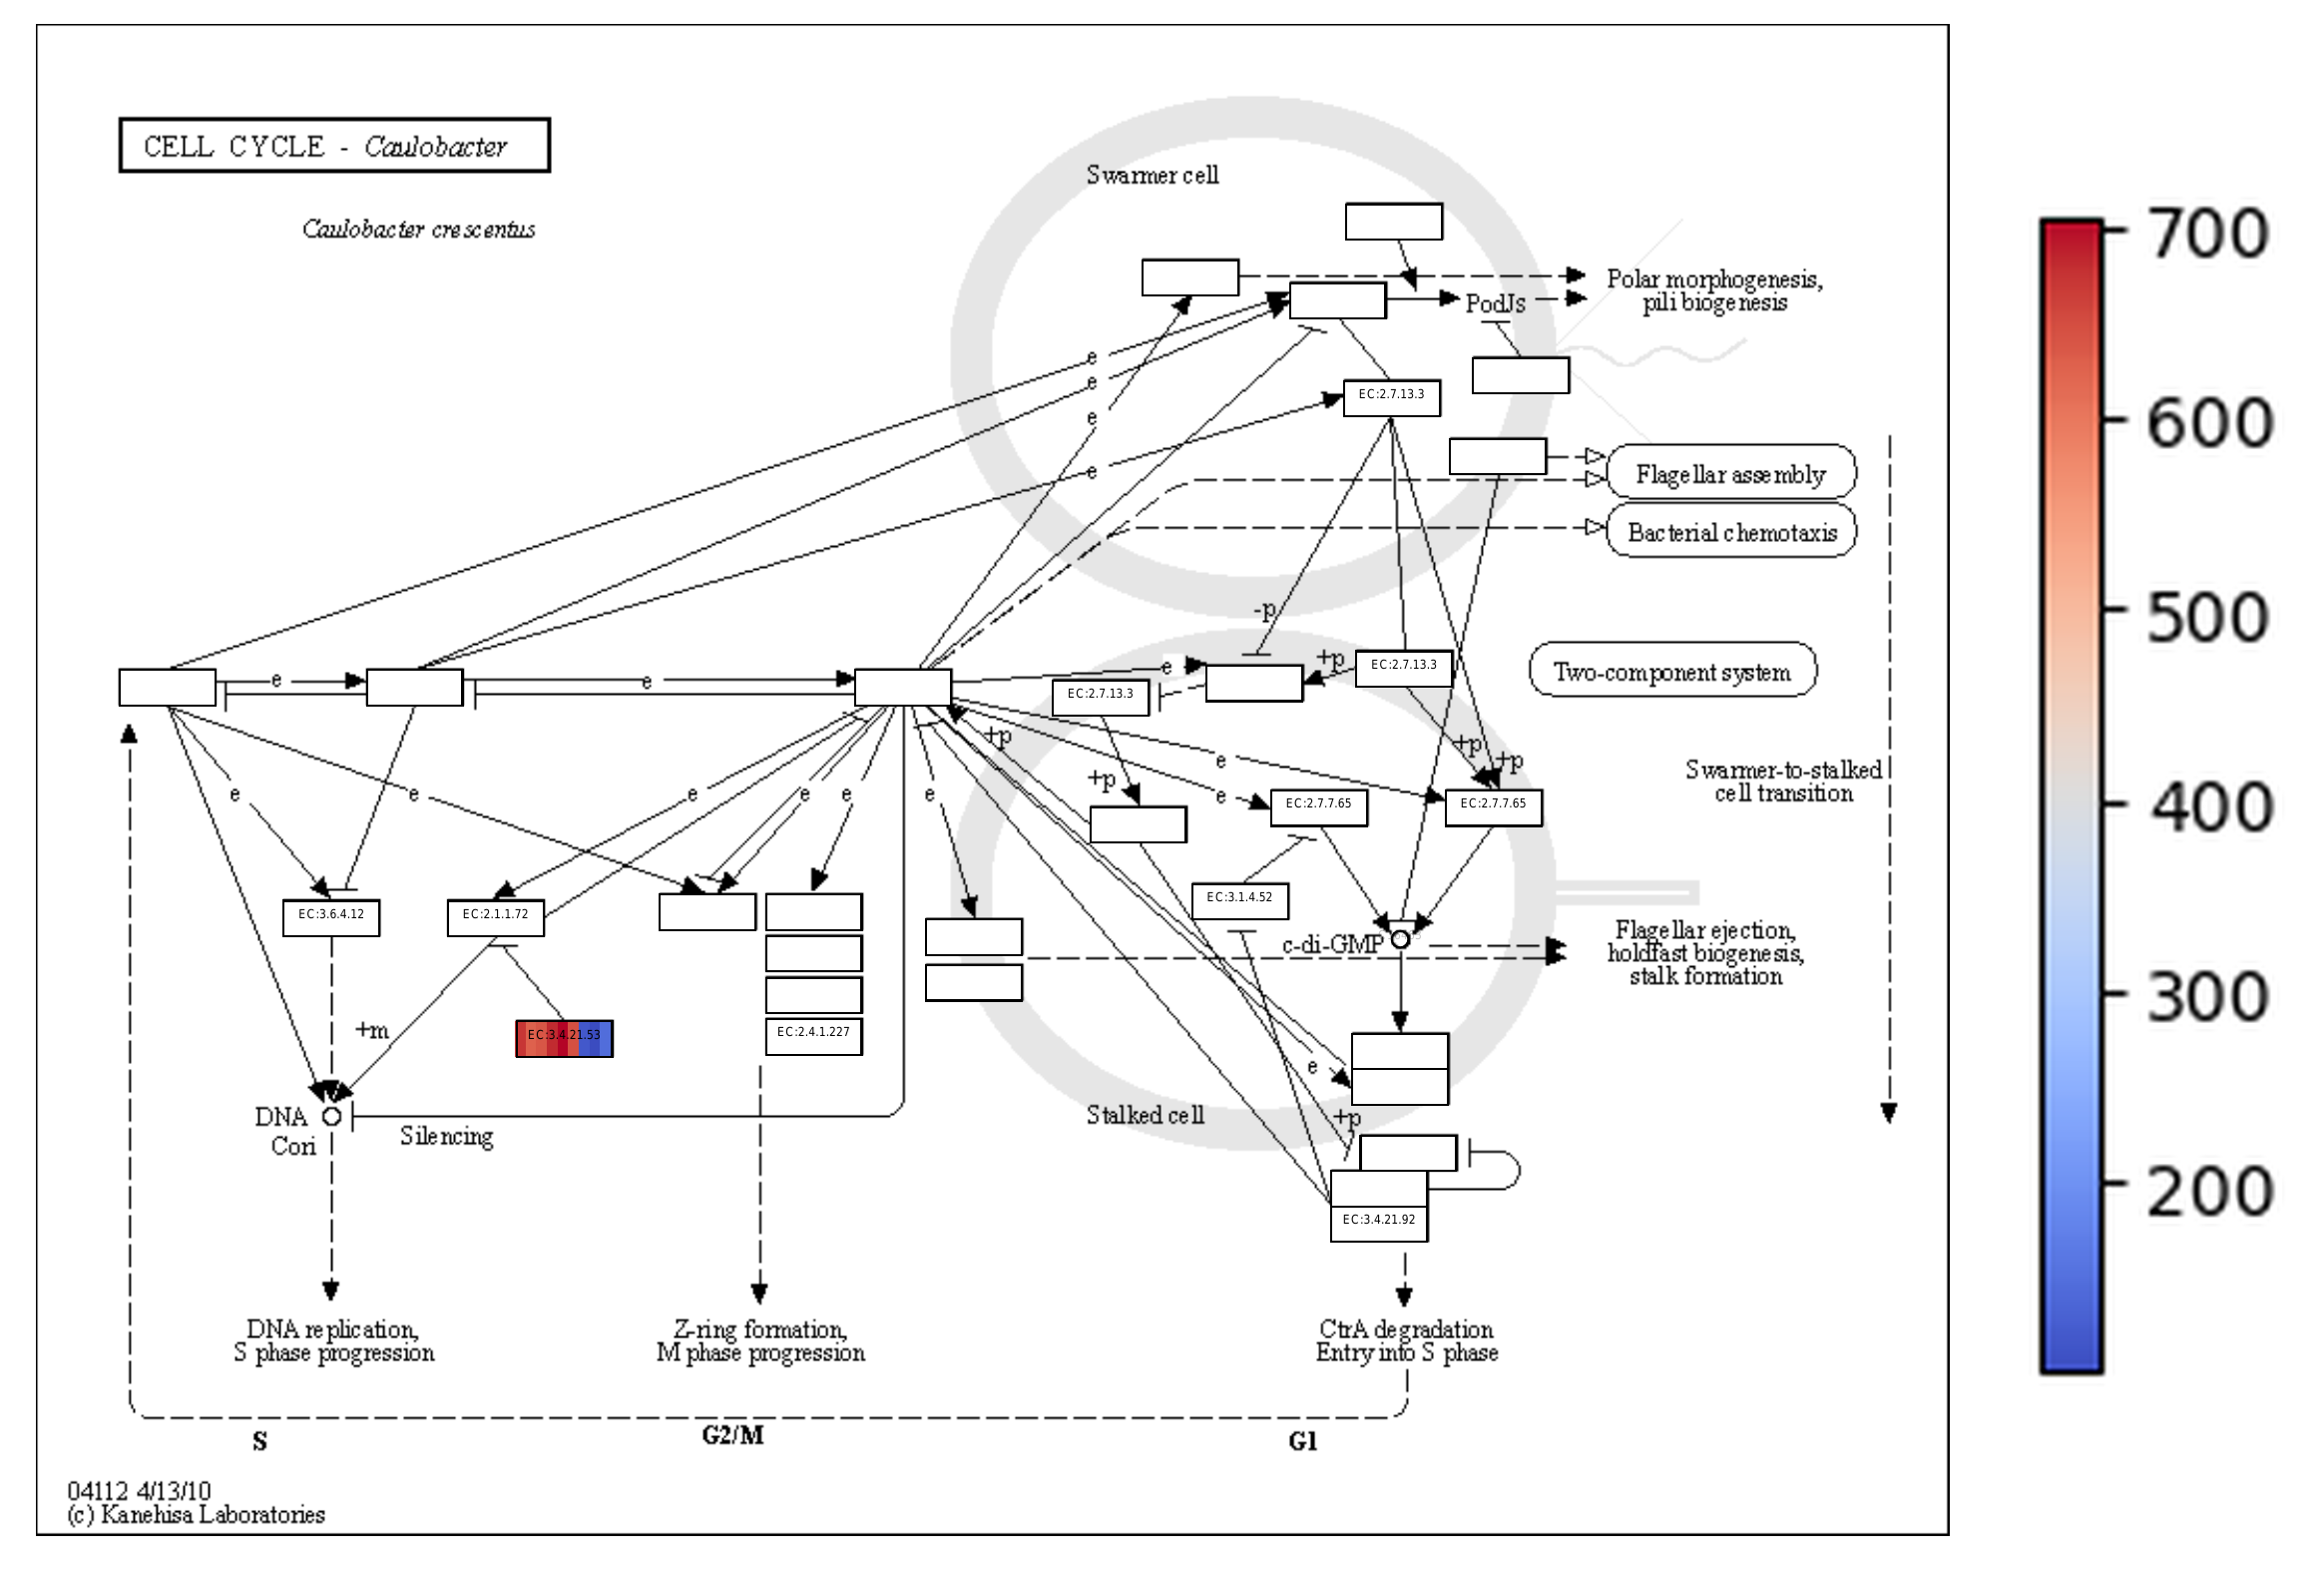 CELL CYCLE - Caulobacter
Caulobacter crescentus
Swarmer cell
Polar morphogenesis,
pili biogenesis
PodJs
e
e
e
e
EC:2.7.13.3
Flagellar assembly
Bacterial chemotaxis
-p
Two-component system
e
e
e
+p
EC:2.7.13.3
EC:2.7.13.3
+p
+p
+p
+p
e
e
Swarmer-to-stalked
cell transition
e
e
e
e
e
e
EC:2.7.7.65
EC:2.7.7.65
EC:3.6.4.12
EC:2.1.1.72
EC:3.1.4.52
c-di-GMP
Flagellar ejection,
holdfast biogenesis,
stalk formation
+m
EC:3.4.21.53
EC:2.4.1.227
e
DNA
Cori
Silencing
Stalked cell
+p
EC:3.4.21.92
DNA replication,
S phase progression
Z-ring formation,
M phase progression
CtrA degradation
Entry into S phase
S
G2/M
G1
04112 4/13/10
(c) Kanehisa Laboratories
700
600
500
400
300
200